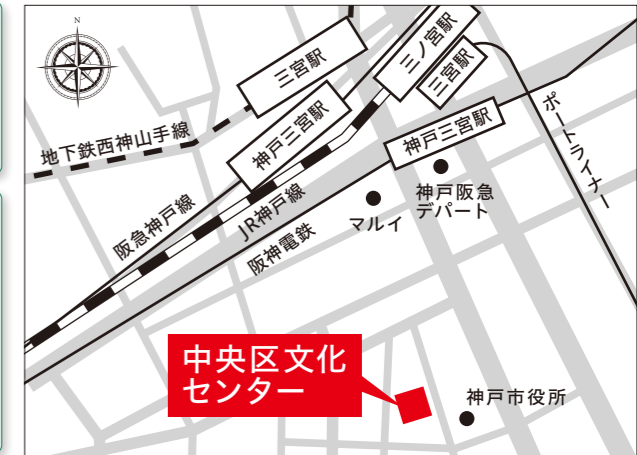 N
三宮駅
三ノ宮駅
三宮駅
神戸三宮駅
神戸三宮駅
地下鉄西神山手線
ポートライナー
阪急神戸線
JR神戸線
阪神電鉄
マルイ
神戸阪急
デパート
中央区文化
センター
神戸市役所